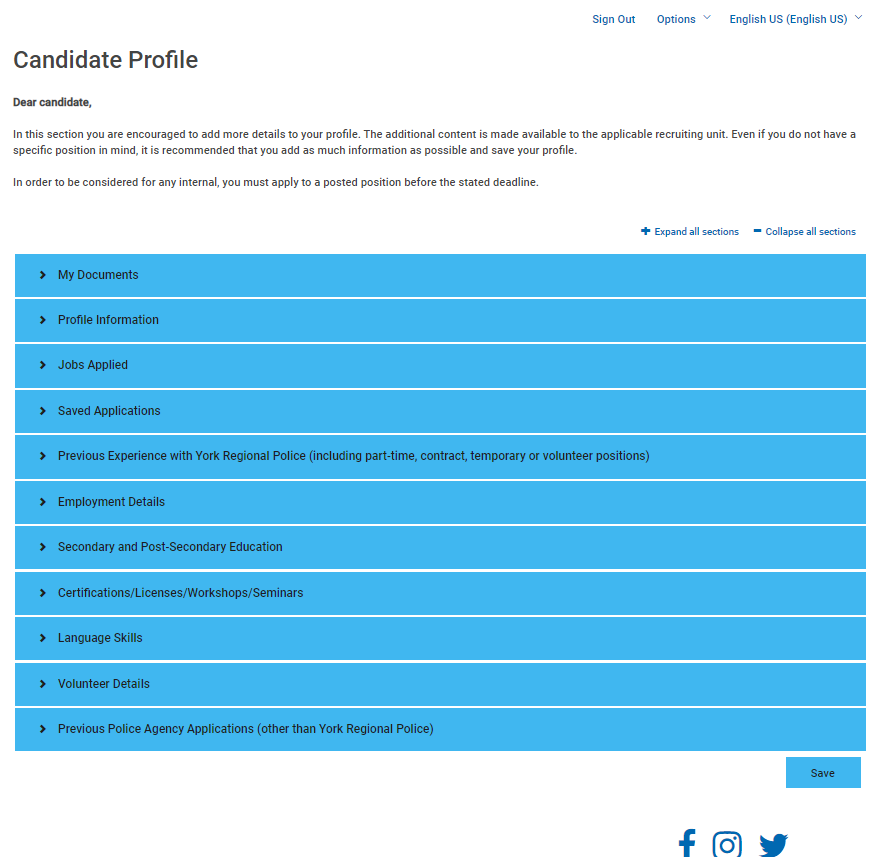 Sign Out Options English US (English US)
Candidate Profile
Dear candidate,
In this section you are encouraged to add more details to your profile. The additional content is made available to the applicable recruiting unit. Even if you do not have a
specific position in mind, it is recommended that you add as much information as possible and save your profile.
In order to be considered for any internal, you must apply to a posted position before the stated deadline.
Expand all sections Collapse all sections
My Documents
Profile Information
Jobs Applied
Saved Applications
Previous Experience with York Regional Police (including part-time, contract, temporary or volunteer positions)
Employment Details
Secondary and Post-Secondary Education
Certifications/Licenses/Workshops/Seminars
Language Skills
Volunteer Details
Previous Police Agency Applications (other than York Regional Police)
Save